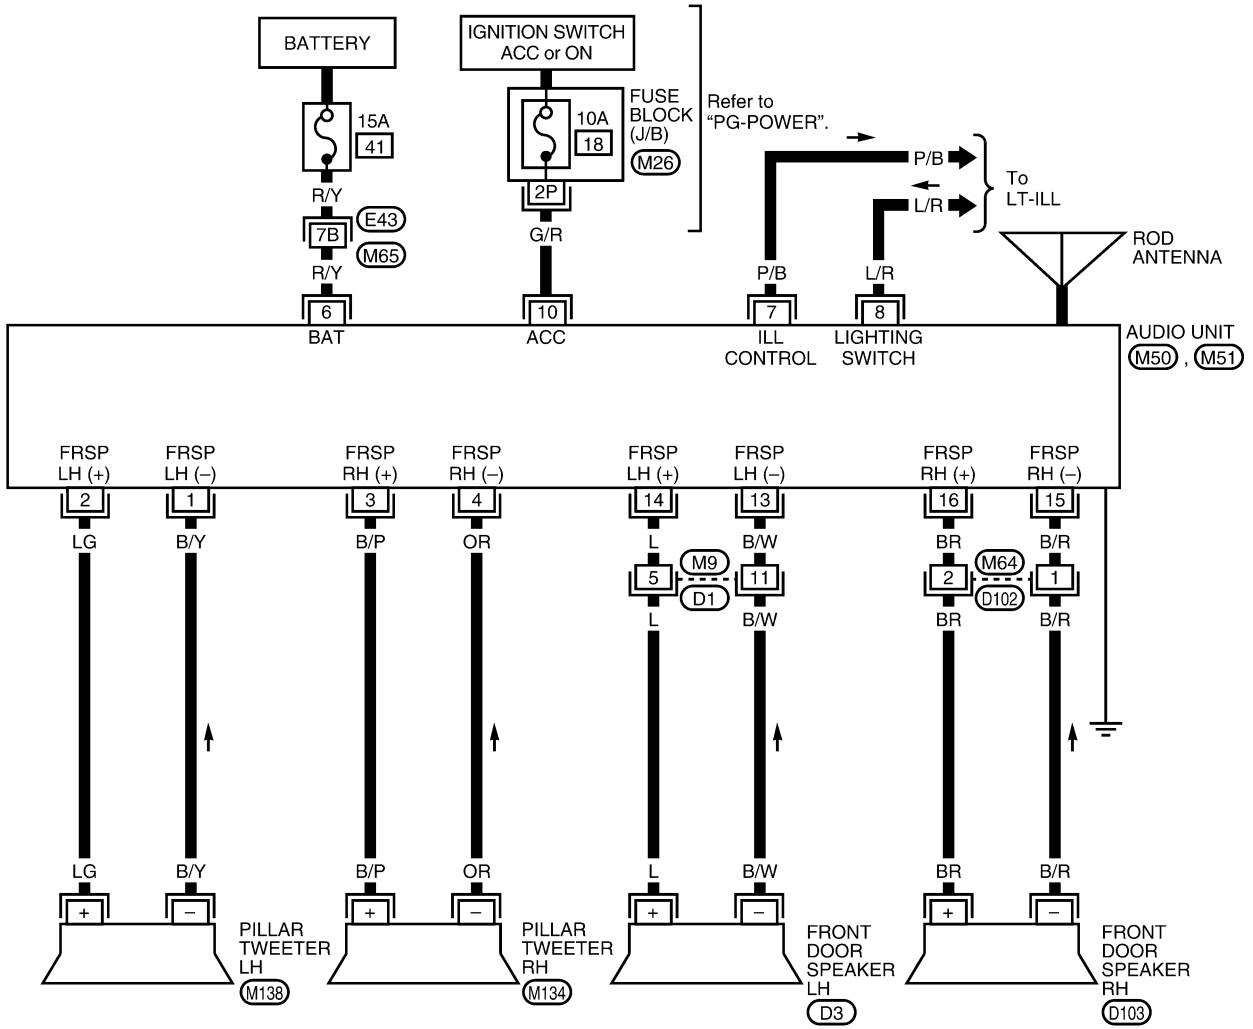 BATTERY
IGNITION SWITCH
ACC or ON
15A
41
10A
18
FUSE
BLOCK
(J/B)
M26
Refer to
"PG-POWER".
R/Y
2P
7B
E43
M65
G/R
R/Y
P/B
L/R
To
LT-ILL
P/B
L/R
ROD
ANTENNA
6
10
7
8
BAT
ACC
ILL
CONTROL
LIGHTING
SWITCH
AUDIO UNIT
M50 , M51
FRSP
LH (+)
FRSP
LH (–)
FRSP
RH (+)
FRSP
RH (–)
FRSP
LH (+)
FRSP
LH (–)
FRSP
RH (+)
FRSP
RH (–)
2
1
3
4
14
13
16
15
LG
B/Y
B/P
OR
L
B/W
BR
B/R
5
M9
D1
11
2
M64
D102
1
L
B/W
BR
B/R
LG
B/Y
B/P
OR
L
B/W
BR
B/R
+
–
+
–
+
–
+
–
PILLAR
TWEETER
LH
M138
PILLAR
TWEETER
RH
M134
FRONT
DOOR
SPEAKER
LH
D3
FRONT
DOOR
SPEAKER
RH
D103